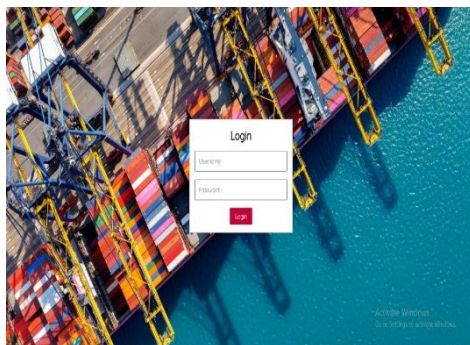 Login
Username
Password
Login
Activate Windows
Go to Settings to activate Windows.